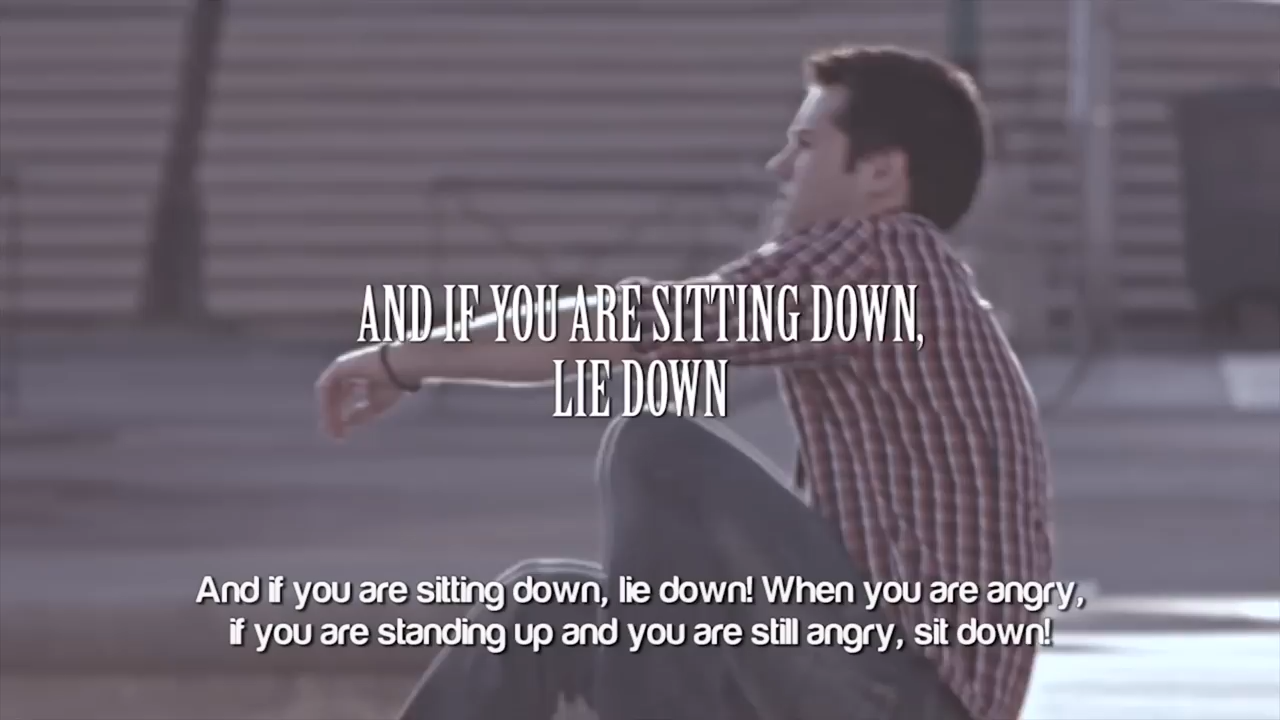 AND IF YOU ARE SITTING DOWN,
LIE DOWN
And if you are sitting down, lie down! When you are angry,
if you are standing up and you are still angry, sit down!